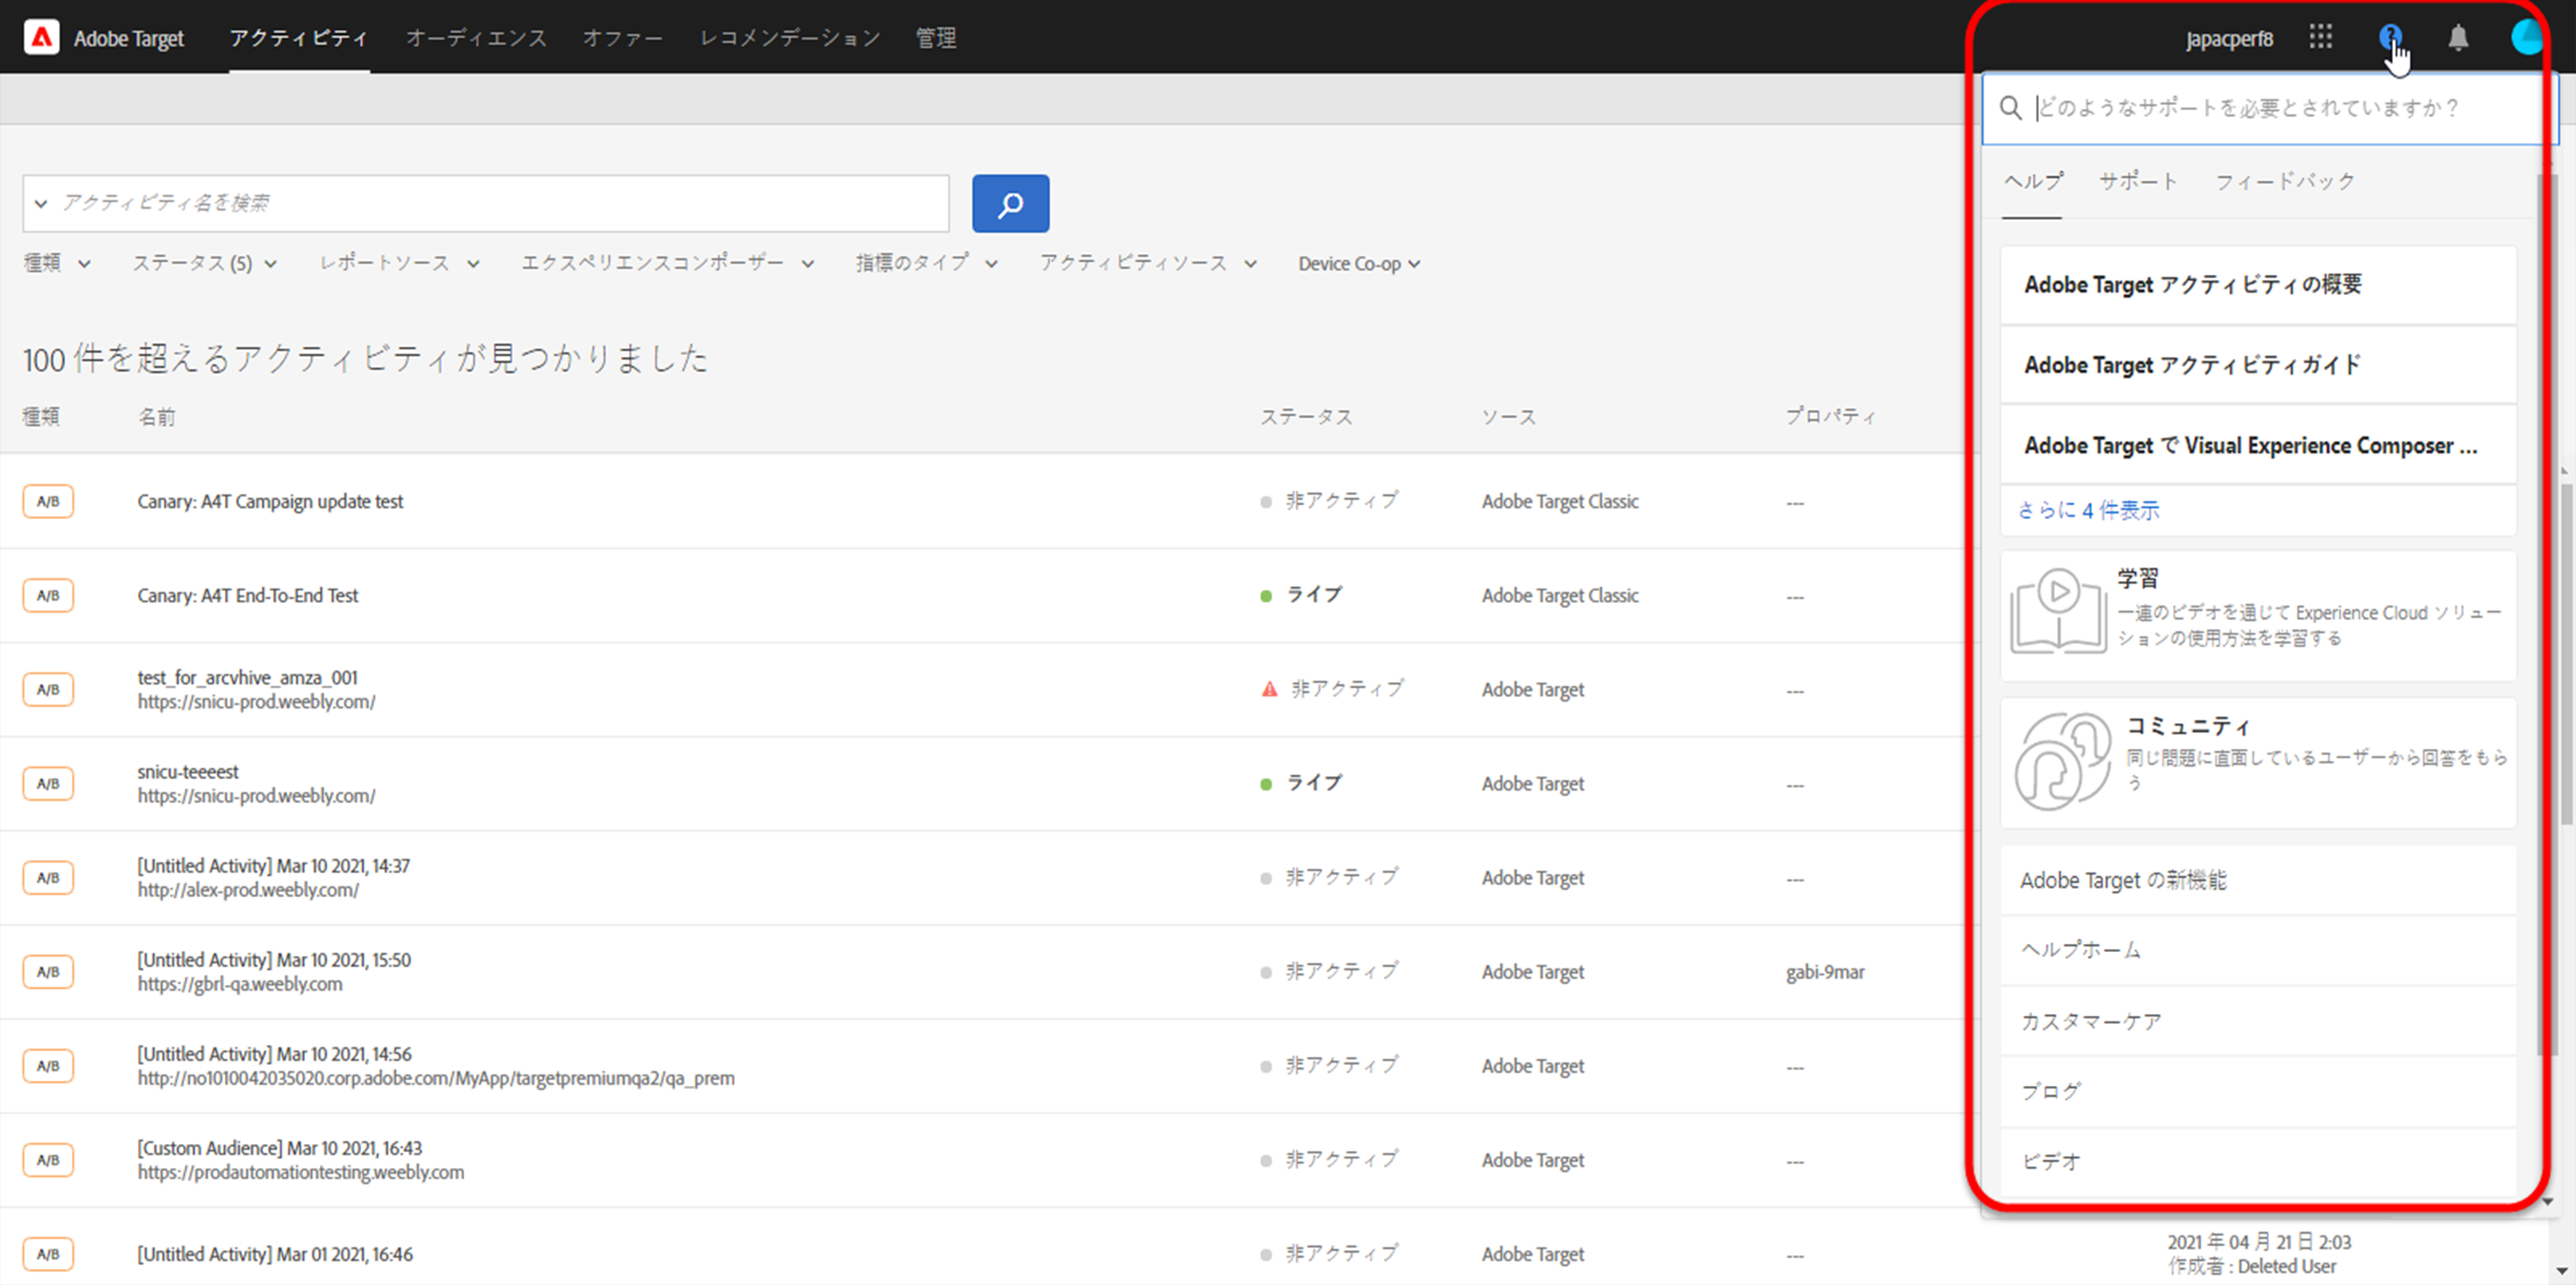 Adobe Target アクティビティ オーディエンス オファー レコメンデーション 管理 Japacperf8
どのようなサポートを必要とされていますか？
ヘルプ サポート フィードバック
アクティビティ名を検索
種類 ステータス (5) レポートソース エクスペリエンスコンポーザー 指標のタイプ アクティビティソース Device Co-op
100 件を超えるアクティビティが見つかりました
種類 名前 ステータス ソース プロパティ
A/B Canary: A4T Campaign update test 非アクティブ Adobe Target Classic ---
A/B Canary: A4T End-To-End Test ライブ Adobe Target Classic ---
A/B test_for_arcvhive_amza_001 非アクティブ Adobe Target ---
https://snicu-prod.weebly.com/
A/B snicu-teeeest ライブ Adobe Target ---
https://snicu-prod.weebly.com/
A/B [Untitled Activity] Mar 10 2021, 14:37 非アクティブ Adobe Target ---
http://alex-prod.weebly.com/
A/B [Untitled Activity] Mar 10 2021, 15:50 非アクティブ Adobe Target gabi-9mar
https://gbrl-qa.weebly.com
A/B [Untitled Activity] Mar 10 2021, 14:56 非アクティブ Adobe Target ---
http://no1010042035020.corp.adobe.com/MyApp/targetpremiumqa2/qa_prem
A/B [Custom Audience] Mar 10 2021, 16:43 非アクティブ Adobe Target ---
https://prodautomationtesting.weebly.com
A/B [Untitled Activity] Mar 01 2021, 16:46 非アクティブ Adobe Target ---
2021 年 04 月 21 日 2:03
作成者 : Deleted User
Adobe Target アクティビティの概要
Adobe Target アクティビティガイド
Adobe Target で Visual Experience Composer ...
さらに 4 件表示
学習
一連のビデオを通じて Experience Cloud ソリュー
ションの使用方法を学習する
コミュニティ
同じ問題に直面しているユーザーから回答をもら
う
Adobe Target の新機能
ヘルプホーム
カスタマーケア
ブログ
ビデオ